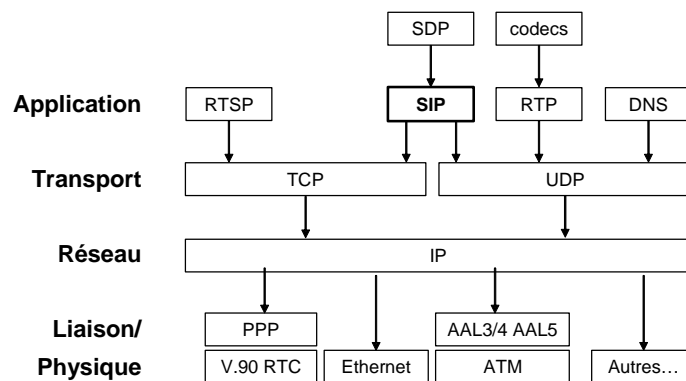 SDP codecs
Application RTSP SIP RTP DNS
Transport TCP UDP
Réseau IP
Liaison/ PPP AAL3/4 AAL5
Physique V.90 RTC Ethernet ATM Autres…